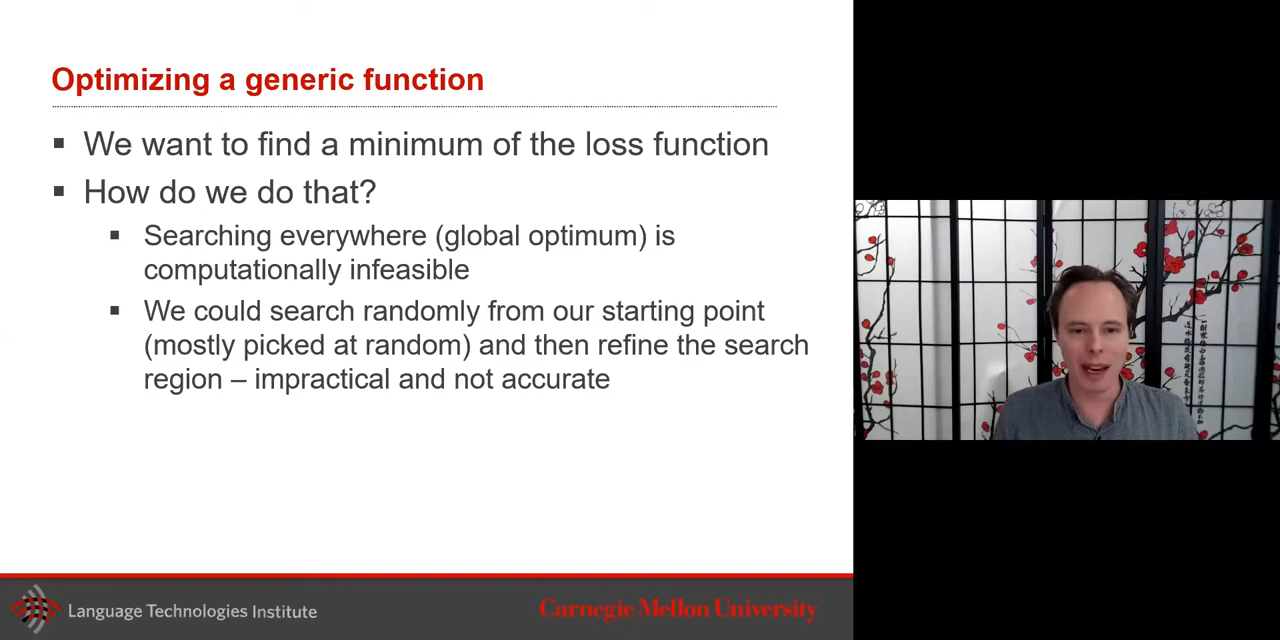 Optimizing a generic function
▪ We want to find a minimum of the loss function
▪ How do we do that?
▪ Searching everywhere (global optimum) is
computationally infeasible
▪ We could search randomly from our starting point
(mostly picked at random) and then refine the search
region – impractical and not accurate
Language Technologies Institute
Carnegie Mellon University